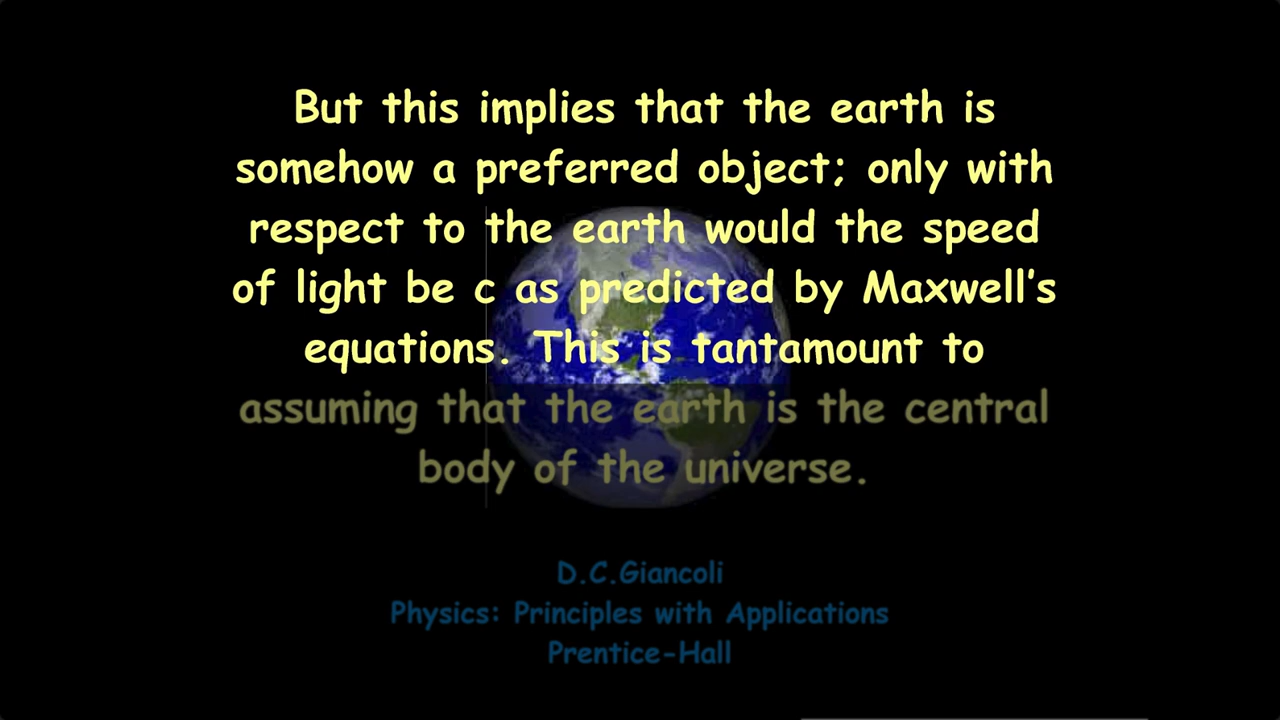 But this implies that the earth is
somehow a preferred object; only with
respect to the earth would the speed
of light be c as predicted by Maxwell's
equations. This is tantamount to
assuming that the earth is the central
body of the universe.
D.C.Giancoli
Physics: Principles with Applications
Prentice-Hall